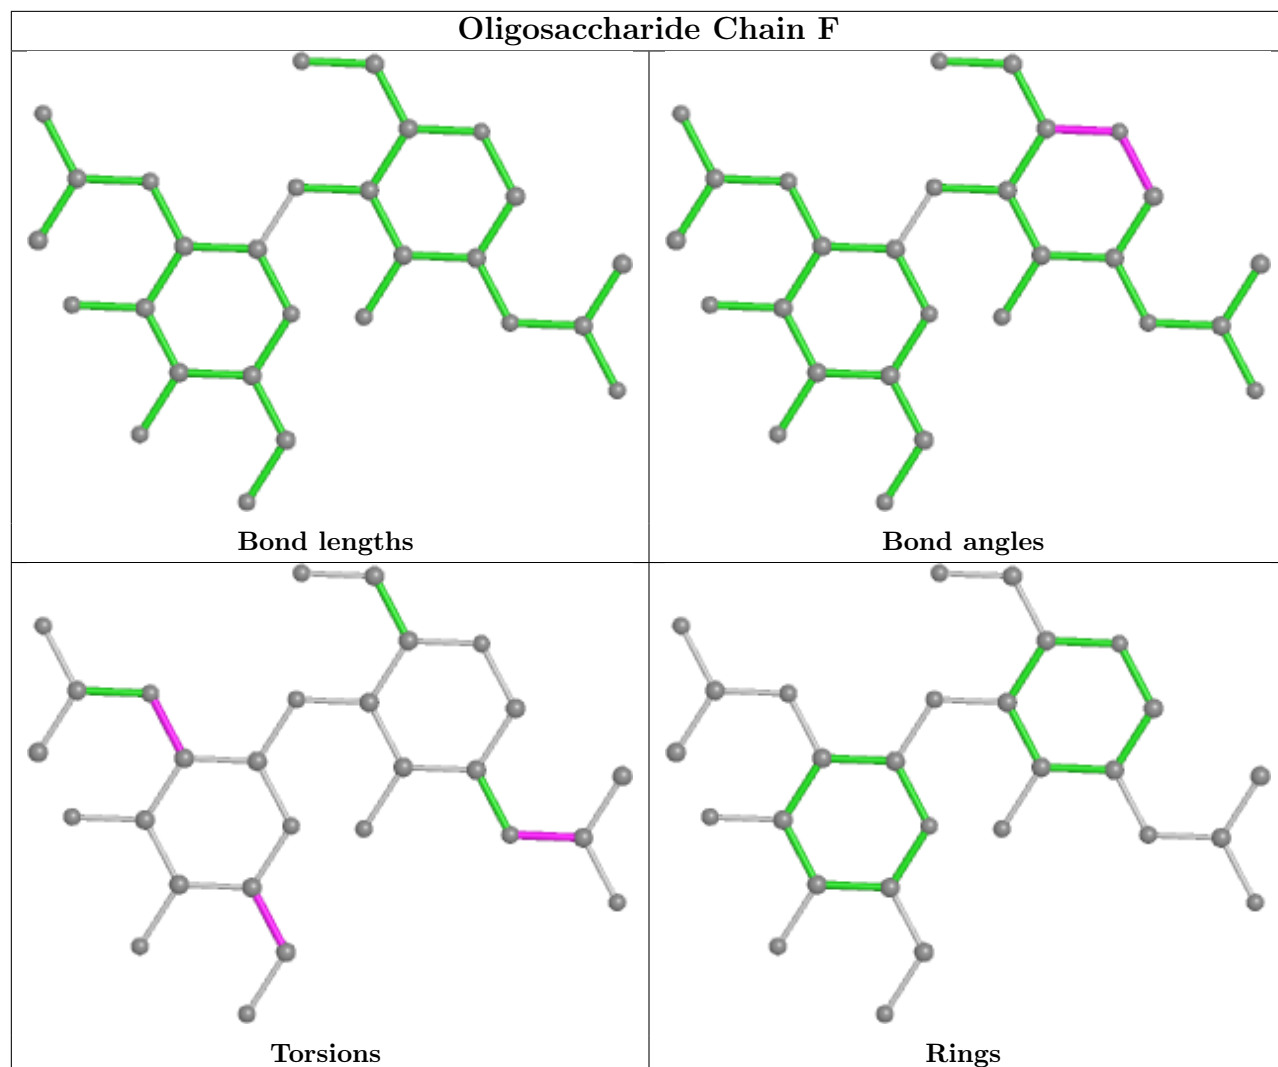 Oligosaccharide Chain F
Bond lengths
Bond angles
Torsions
Rings